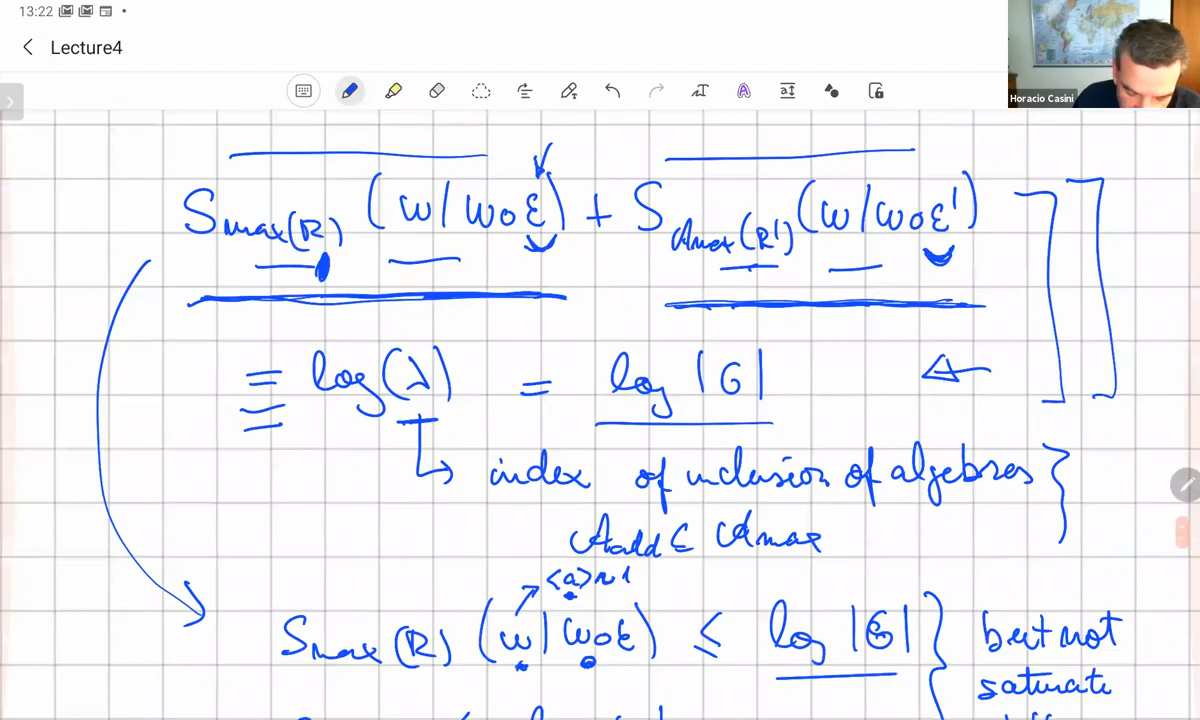 13:22
Lecture4
Horacio Casini
S_max(R) (ω | ω∘ε) + S_Amax(R') (ω | ω∘ε')
= log(λ) = log |G|
↳ index of inclusion of algebras
Aadd ⊂ Amax
<a>~1
S_max(R) (ω | ω∘ε) ≤ log |G| } but not
saturate